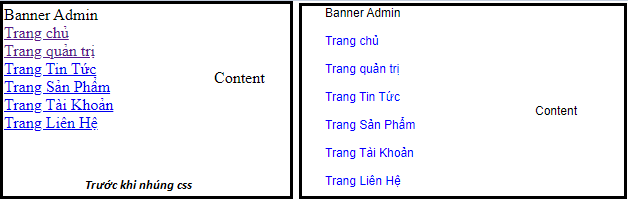 Banner Admin
Trang chủ
Trang quản trị
Trang Tin Tức
Trang Sản Phẩm
Trang Tài Khoản
Trang Liên Hệ
Content
Trước khi nhúng css
Banner Admin
Trang chủ
Trang quản trị
Trang Tin Tức
Trang Sản Phẩm
Trang Tài Khoản
Trang Liên Hệ
Content